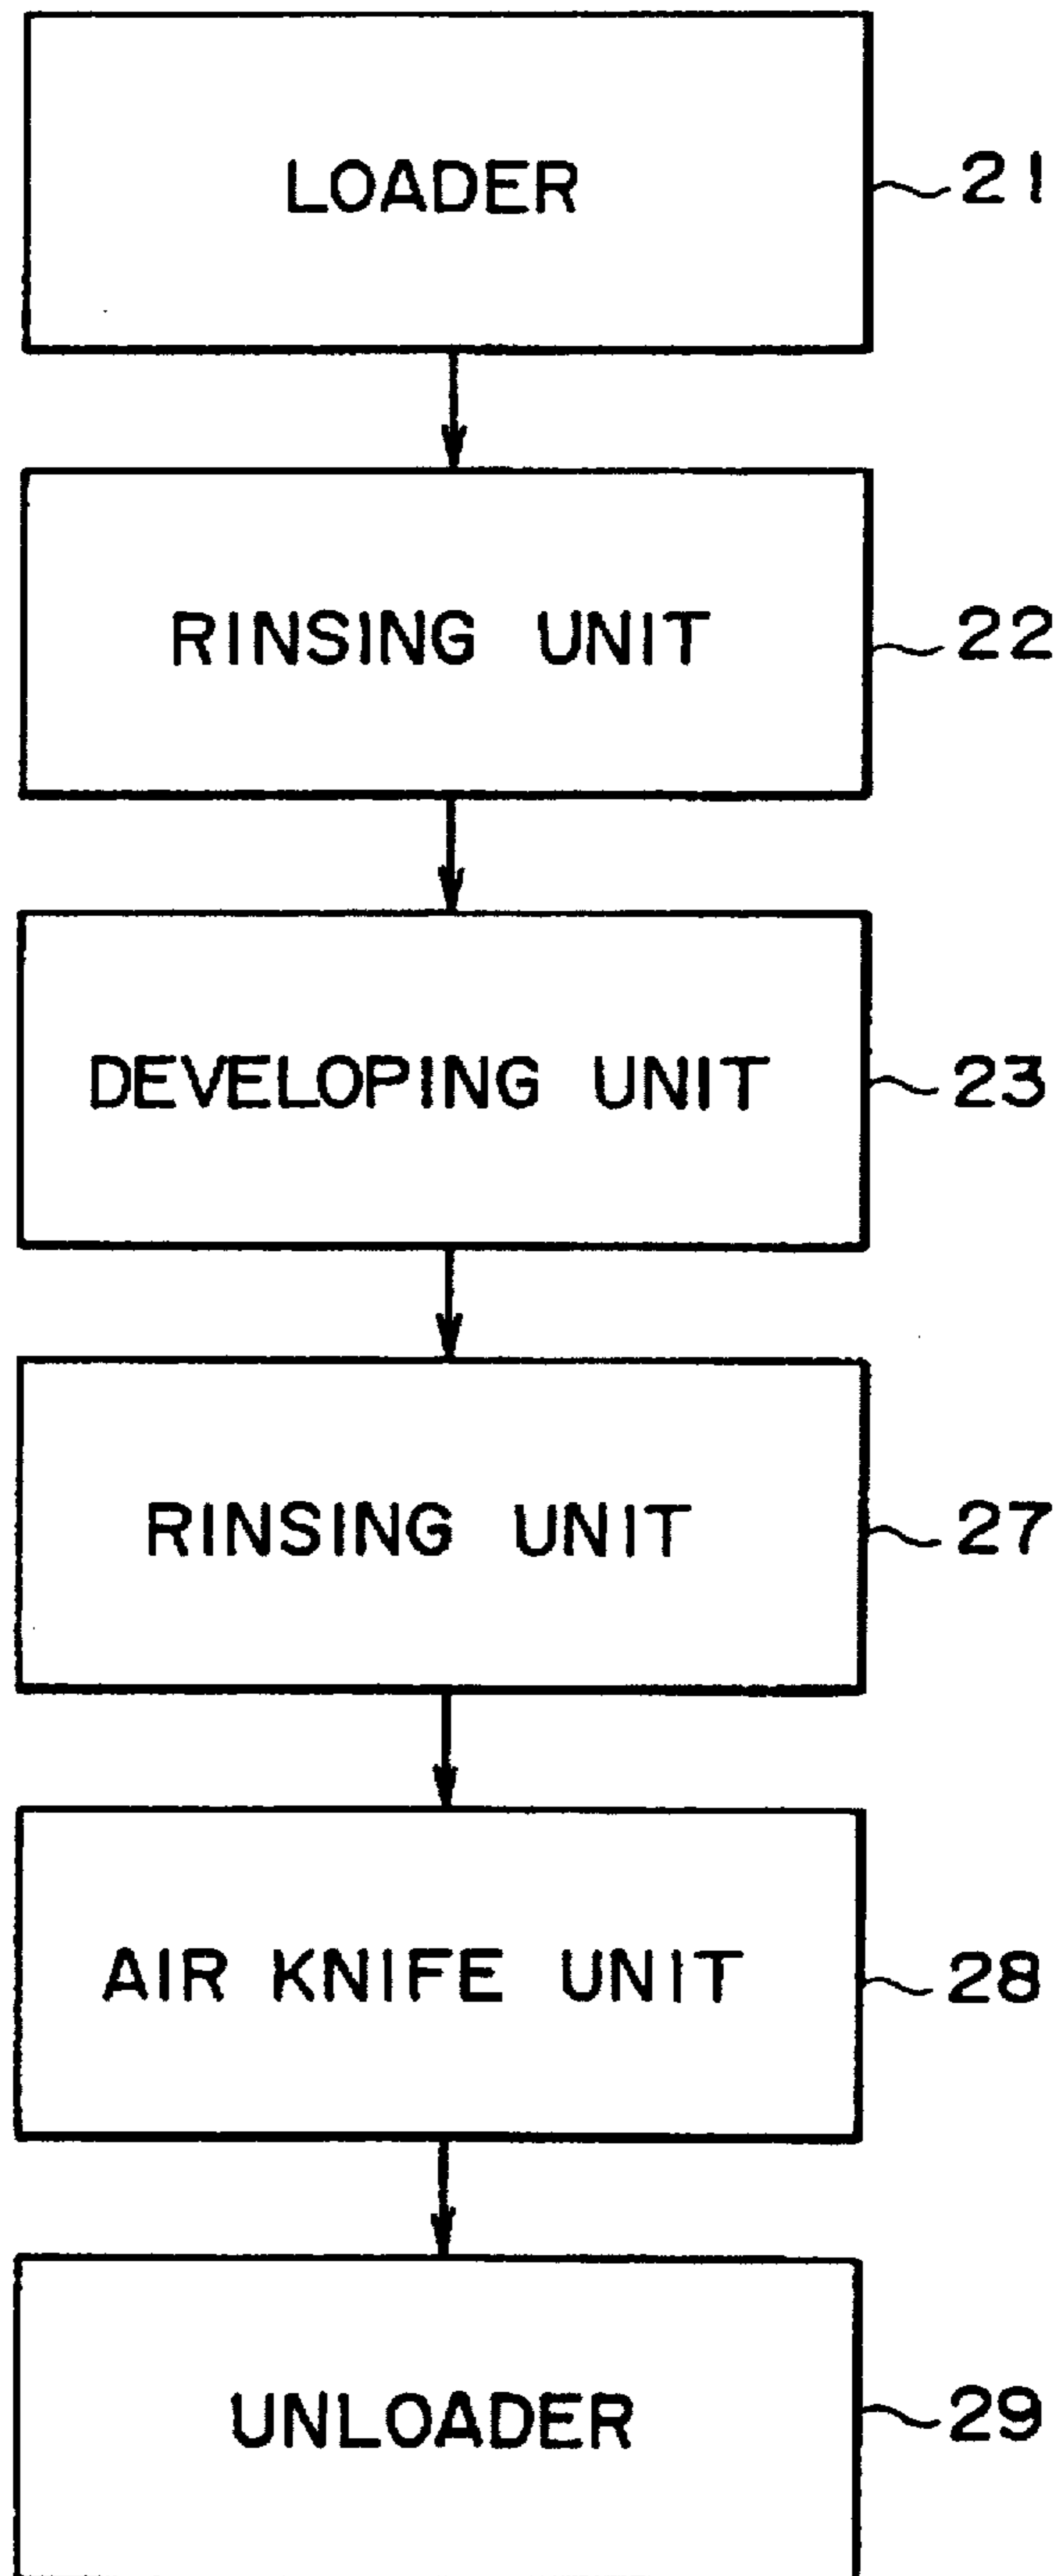 LOADER 21
RINSING UNIT 22
DEVELOPING UNIT 23
RINSING UNIT 27
AIR KNIFE UNIT 28
UNLOADER 29